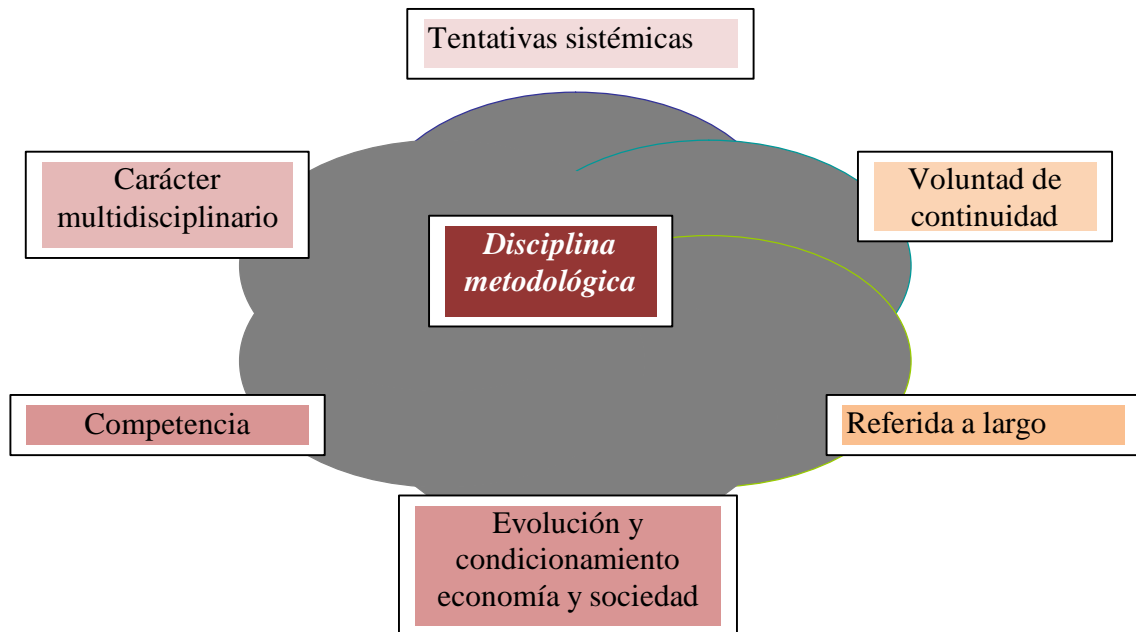 Tentativas sistémicas
Carácter
multidisciplinario
Voluntad de
continuidad
Disciplina
metodológica
Competencia
Referida a largo
Evolución y
condicionamiento
economía y sociedad